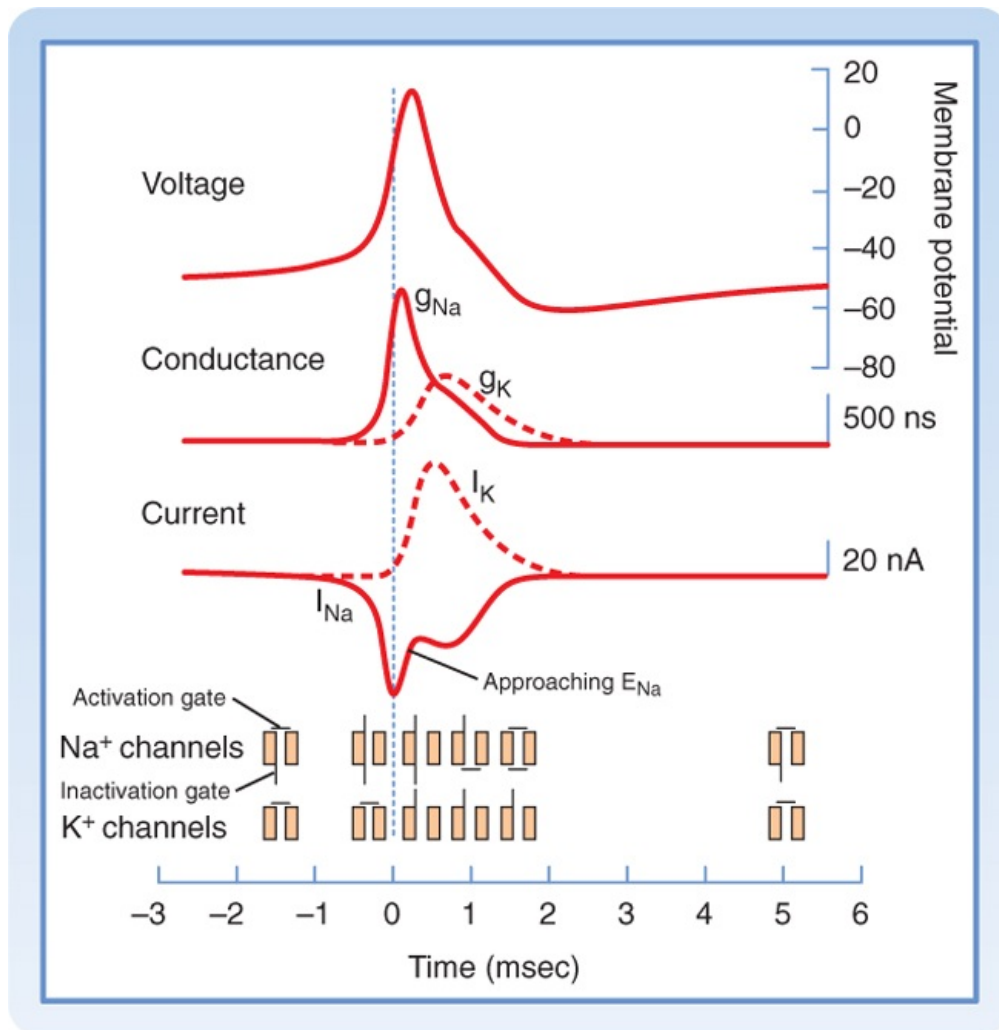 Voltage
20
0
–20
–40
–60
–80
Membrane potential
gNa
Conductance
gK
500 ns
Current
IK
20 nA
INa
Approaching ENa
Activation gate
Na+ channels
Inactivation gate
K+ channels
–3 –2 –1 0 1 2 3 4 5 6
Time (msec)